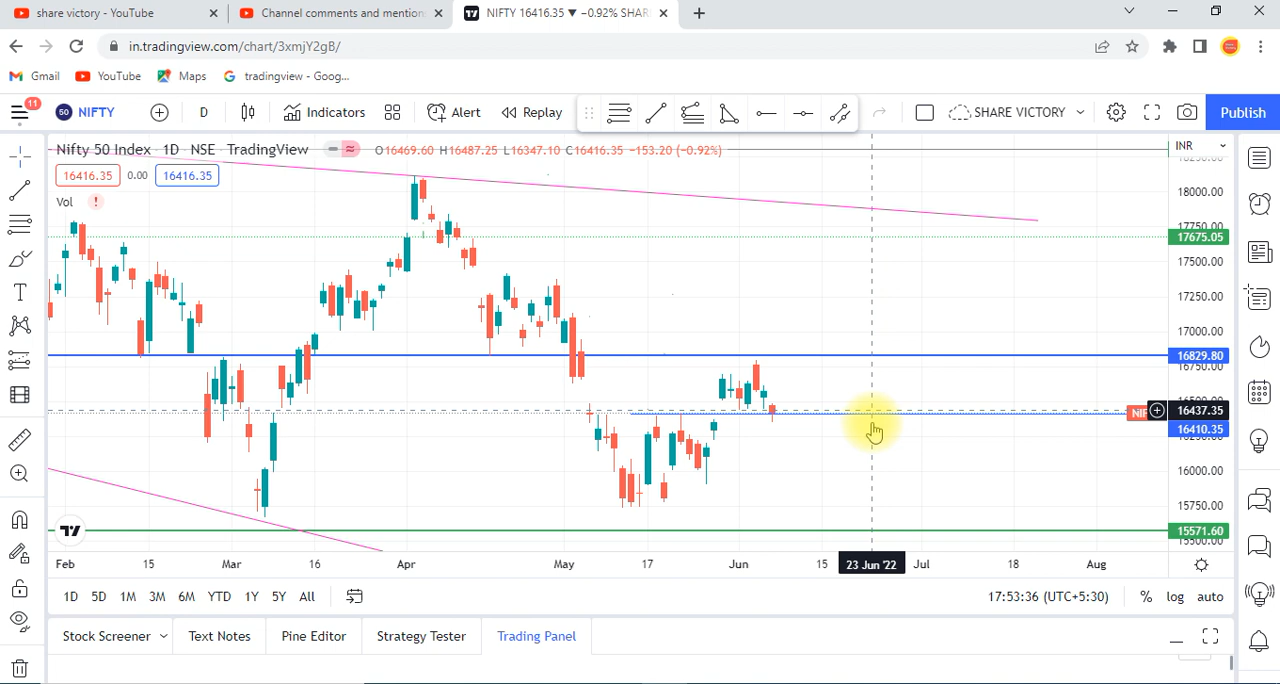 share victory - YouTube
Channel comments and mention
NIFTY 16416.35 ▼ −0.92% SHAR
in.tradingview.com/chart/3xmjY2gB/
Gmail
YouTube
Maps
tradingview - Goog...
11
50 NIFTY
D
Indicators
Alert
Replay
SHARE VICTORY
Publish
Nifty 50 Index · 1D · NSE · TradingView
O16469.60 H16487.25 L16347.10 C16416.35 −153.20 (−0.92%)
INR
16416.35 0.00 16416.35
Vol
18000.00
17675.05
17500.00
17250.00
17000.00
16829.80
16750.00
NIF
16437.35
16410.35
16000.00
15750.00
15571.60
15500.00
Feb 15 Mar 16 Apr May 17 Jun 15 23 Jun '22 Jul 18 Aug
1D 5D 1M 3M 6M YTD 1Y 5Y All
17:53:36 (UTC+5:30) % log auto
Stock Screener Text Notes Pine Editor Strategy Tester Trading Panel